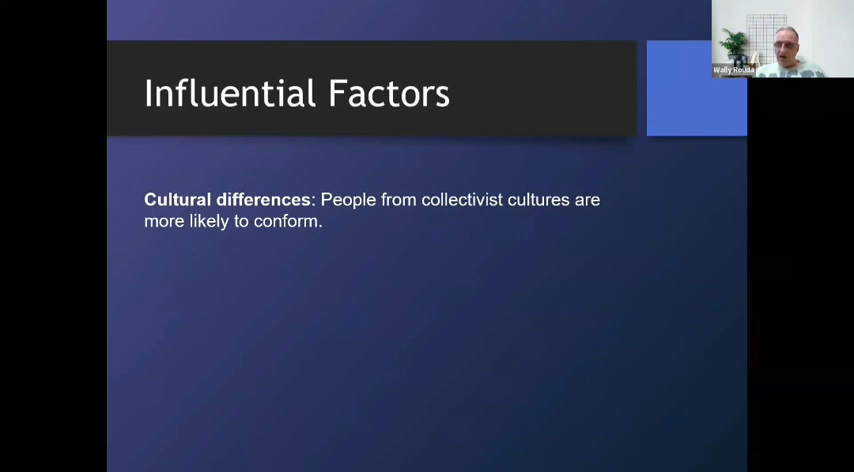 Influential Factors
Cultural differences: People from collectivist cultures are
more likely to conform.
Wally Rouda